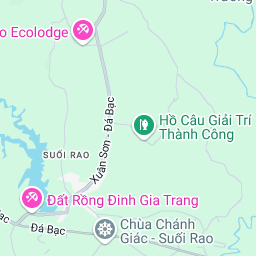 o Ecolodge
Xuân Sơn - Đá Bạc
Hồ Câu Giải Trí
Thành Công
SUỐI RAO
Đất Rồng Đinh Gia Trang
Đá Bạc
Chùa Chánh
Giác - Suối Rao